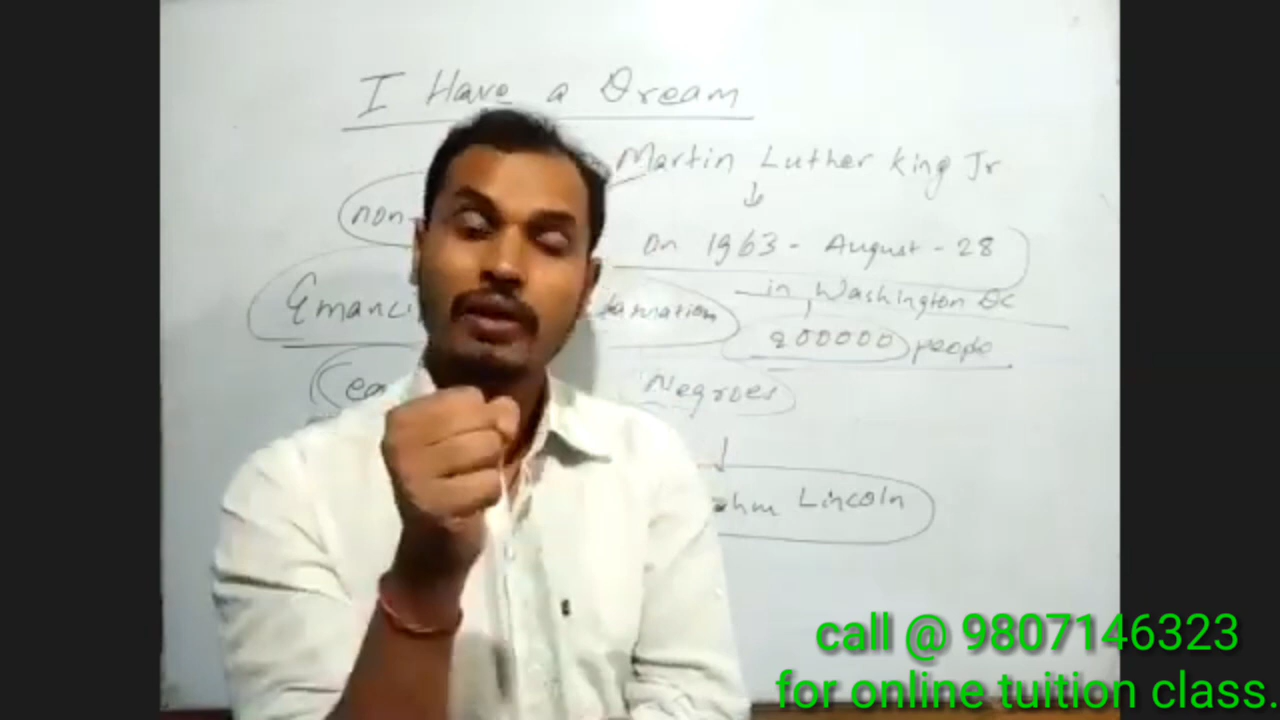 I Have a Dream
Martin Luther King Jr
non-
on 1963 - August - 28
in Washington DC
Emanci
200000 people
Negroes
Lincoln
call @ 9807146323
for online tuition class.